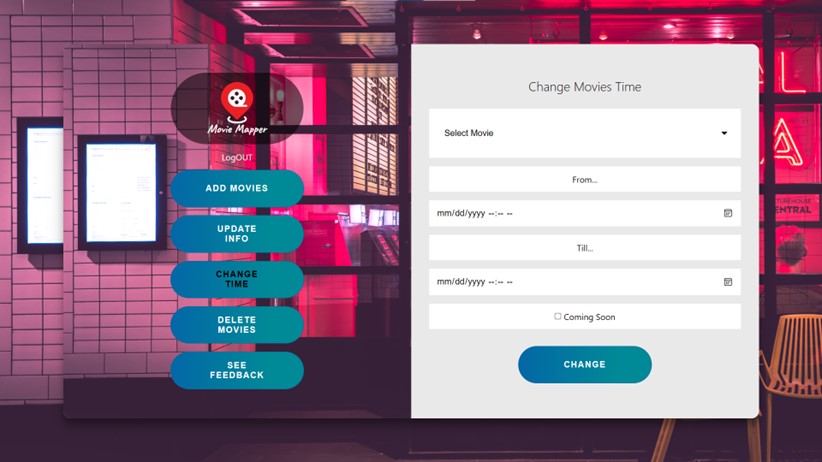 Movie Mapper
LogOUT
ADD MOVIES
UPDATE
INFO
CHANGE
TIME
DELETE
MOVIES
SEE
FEEDBACK
Change Movies Time
Select Movie
From...
mm/dd/yyyy --:-- --
Till...
mm/dd/yyyy --:-- --
Coming Soon
CHANGE
L
A
ENTRAL